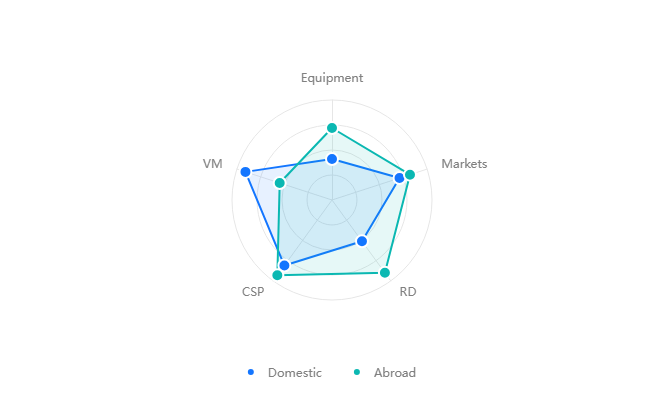 Equipment
VM
Markets
CSP
RD
Domestic
Abroad